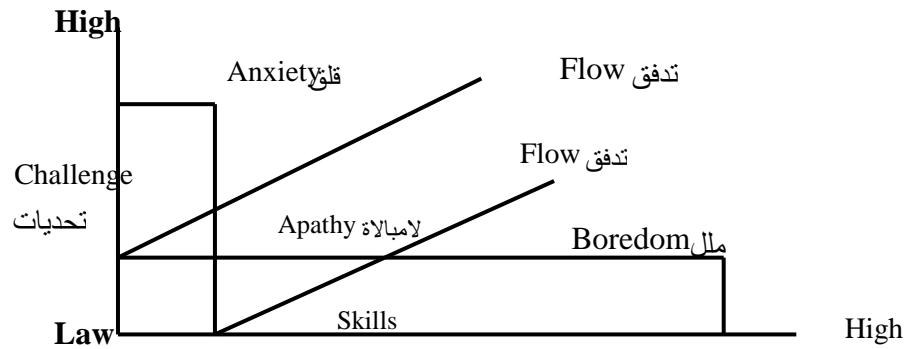 High
Anxiety قلق
Flow تدفق
Flow تدفق
Challenge
تحديات
Apathy لامبالاة
Boredom ملل
Skills
Law
High